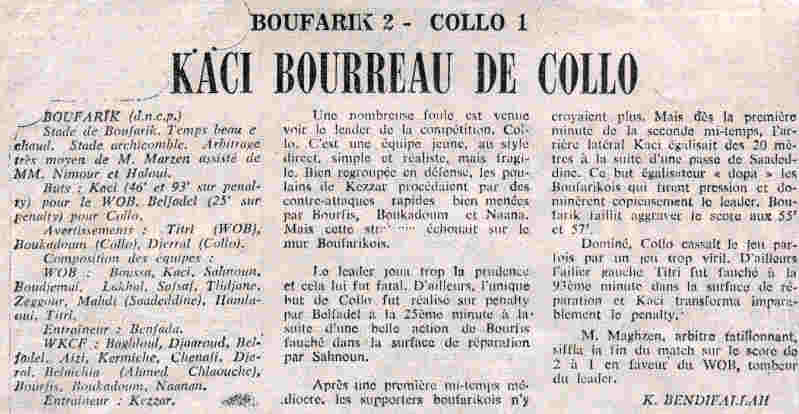 BOUFARIK 2 - COLLO 1
KACI BOURREAU DE COLLO
BOUFARIK (d.n.c.p.)
Stade de Boufarik. Temps beau e
chaud. Stade archicomble. Arbitrage
très moyen de M. Marzen assisté de
MM. Nimour et Haloui.
Buts : Kaci (46' et 93' sur penal-
ty) pour le WOB. Belfadel (25' sur
penalty) pour Collo.
Avertissements : Titri (WOB),
Boukadoum (Collo), Djerral (Collo).
Composition des équipes :
WOB : Boussa, Kaci, Sahnoun,
Boudjemaï, Lakhal, Sofsaf, Thidjane,
Zeggour, Mahdi (Saadeddine), Hamla-
oui, Titri.
Entraîneur : Benfada.
WKCF : Baghloul, Djouaroud, Bel-
fadel, Aizi, Kermiche, Chenafi, Dje-
ral, Belaichia (Ahmed Chlaouche),
Bourfis, Boukadoum, Naanan.
Entraîneur : Kezzar.
Une nombreuse foule est venue
voir le leader de la compétition, Col-
lo. C'est une équipe jeune, au style
direct, simple et réaliste, mais fragi-
le. Bien regroupée en défense, les pou-
lains de Kezzar procédaient par des
contre-attaques rapides bien menées
par Bourfis, Boukadoum et Naana.
Mais cette échouait sur le
mur Boufarikois.
Le leader joua trop la prudence
et cela lui fut fatal. D'ailleurs, l'unique
but de Collo fut réalisé sur penalty
par Belfadel à la 25ème minute à la
suite d'une belle action de Bourfis
fauché dans la surface de réparation
par Sahnoun.
Après une première mi-temps mé-
diocre, les supporters boufarikois n'y
croyaient plus. Mais dès la première
minute de la seconde mi-temps, l'ar-
rière latéral Kaci égalisait des 20 mè-
tres à la suite d'une passe de Saaded-
dine. Ce but égalisateur « dopa » les
Boufarikois qui firent pression et do-
minèrent copieusement le leader. Bou-
farik faillit aggraver le score aux 55'
et 57'.
Dominé, Collo cassait le jeu par-
fois par un jeu trop viril. D'ailleurs
l'ailier gauche Titri fut fauché à la
93ème minute dans la surface de ré-
paration et Kaci transforma impara-
blement le penalty.
M. Maghzen, arbitre tatillonnant,
siffla la fin du match sur le score de
2 à 1 en faveur du WOB, tombeur
du leader.
K. BENDIFALLAH